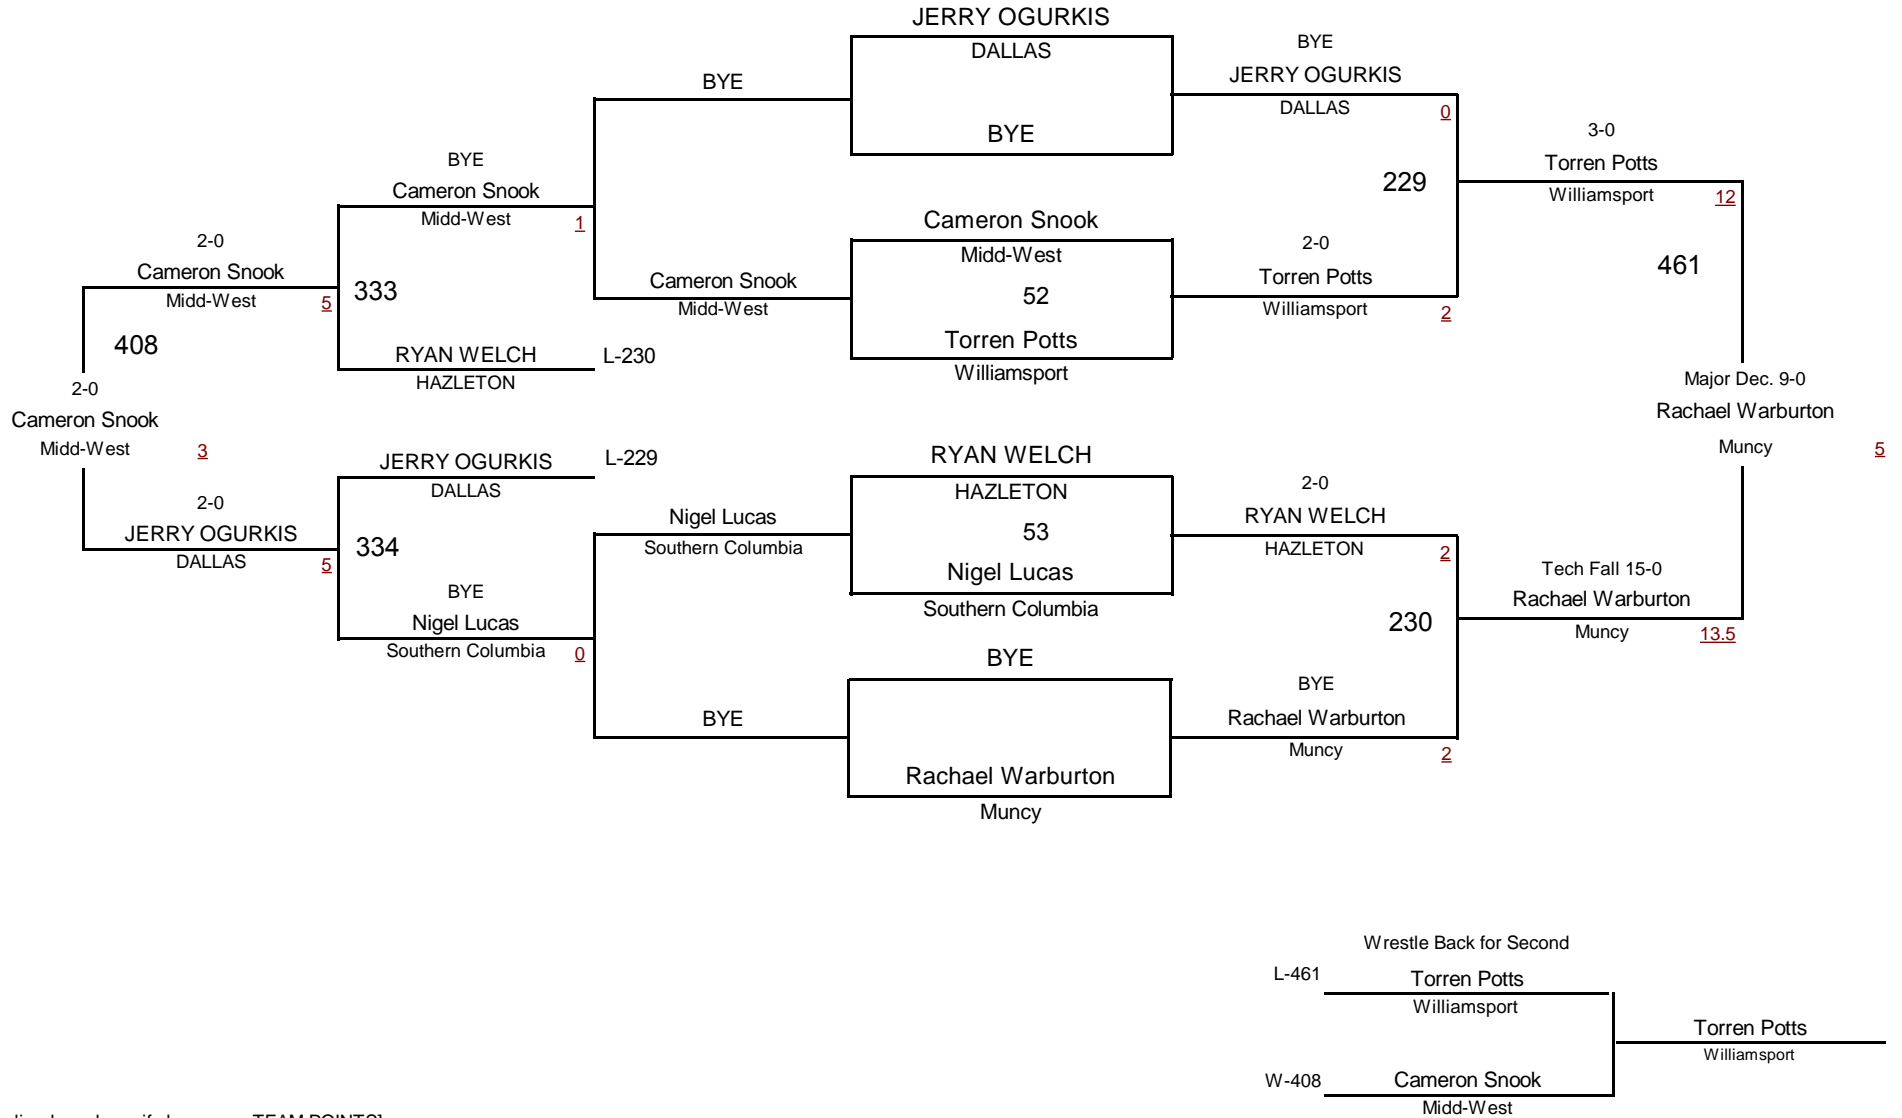 JERRY OGURKIS
DALLAS
BYE
BYE
JERRY OGURKIS
DALLAS
0
BYE
3-0
Torren Potts
Williamsport
12
229
BYE
Cameron Snook
Midd-West
1
Cameron Snook
Midd-West
52
Torren Potts
Williamsport
2-0
Torren Potts
Williamsport
2
461
2-0
Cameron Snook
Midd-West
5
333
Cameron Snook
Midd-West
408
RYAN WELCH
HAZLETON
L-230
2-0
Cameron Snook
Midd-West
3
Major Dec. 9-0
Rachael Warburton
Muncy
5
JERRY OGURKIS
DALLAS
L-229
RYAN WELCH
HAZLETON
53
Nigel Lucas
Southern Columbia
2-0
RYAN WELCH
HAZLETON
2
2-0
JERRY OGURKIS
DALLAS
5
334
Nigel Lucas
Southern Columbia
BYE
Nigel Lucas
Southern Columbia
0
Tech Fall 15-0
Rachael Warburton
Muncy
13.5
230
BYE
BYE
Rachael Warburton
Muncy
BYE
Rachael Warburton
Muncy
2
Wrestle Back for Second
L-461
Torren Potts
Williamsport
Torren Potts
Williamsport
W-408
Cameron Snook
Midd-West
TEAM POINTS]